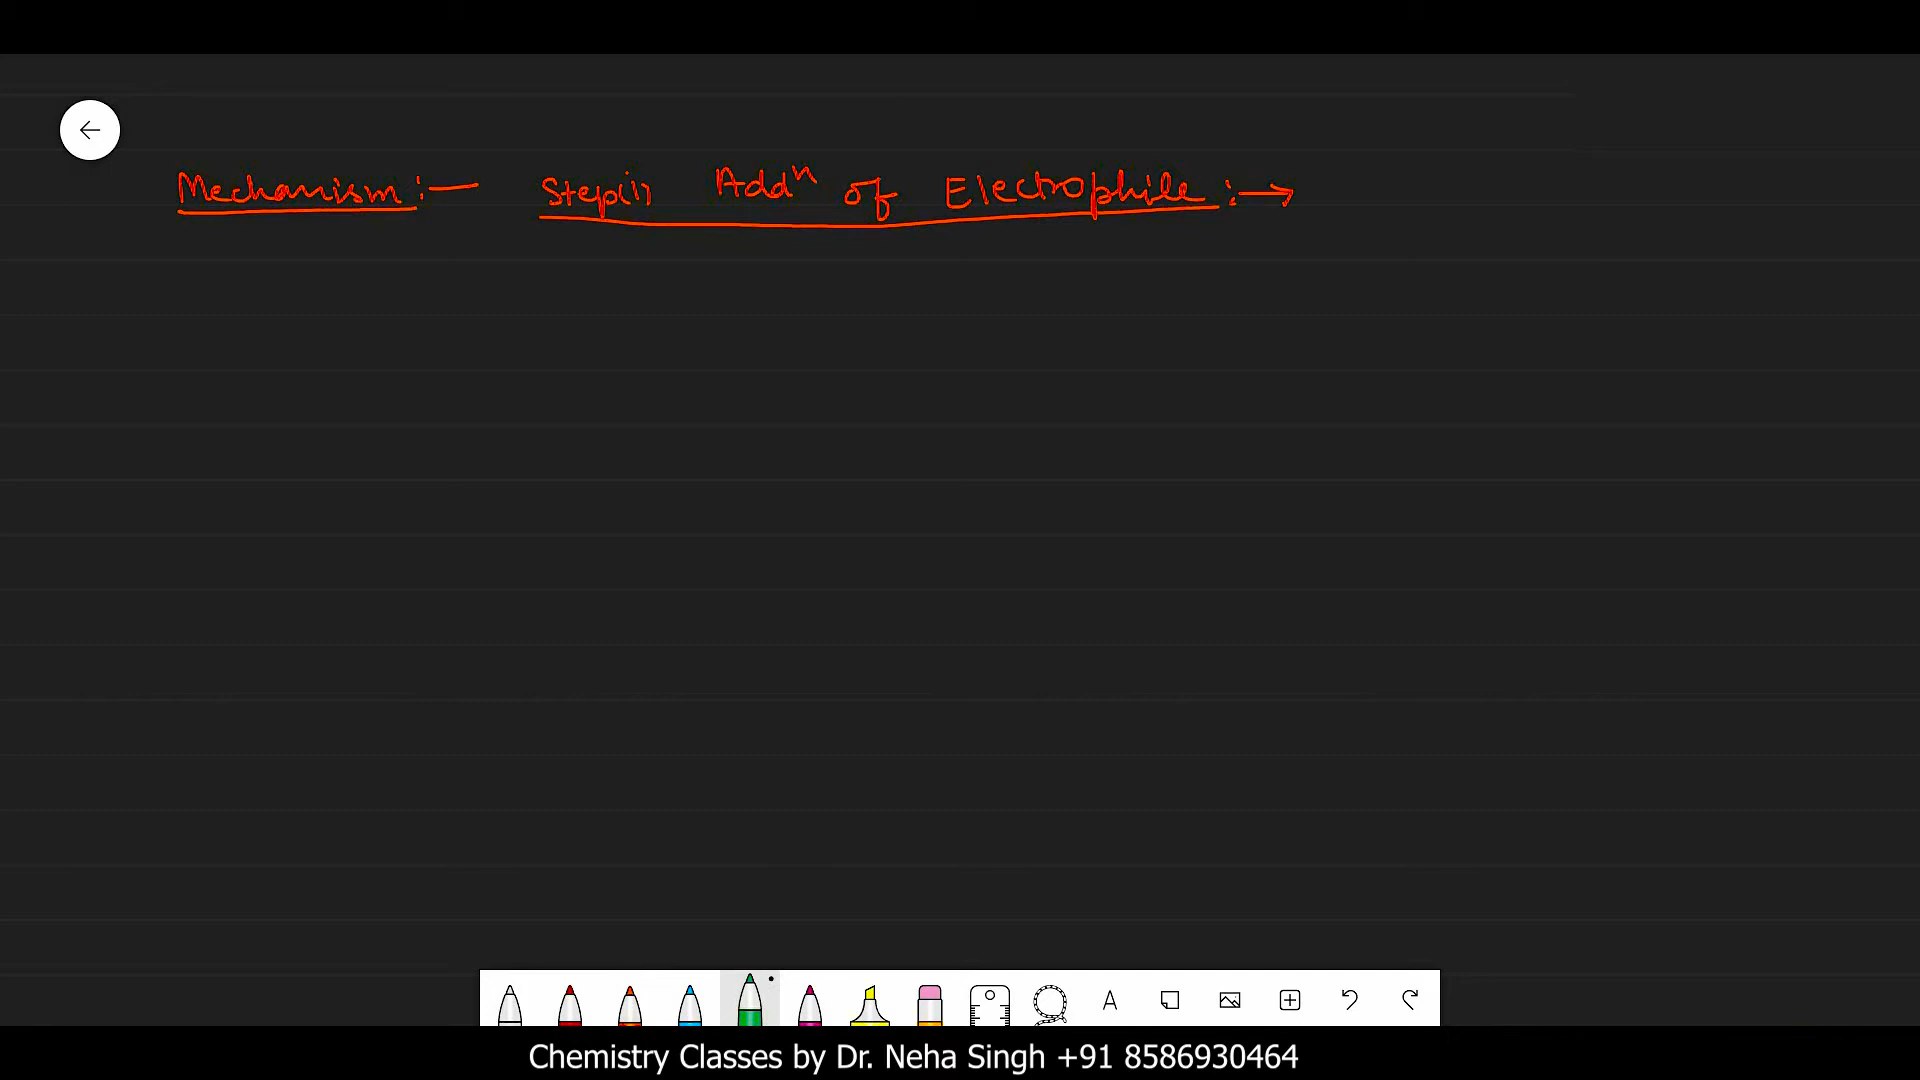 Mechanism:— Step(i) Addⁿ of Electrophile:→
Chemistry Classes by Dr. Neha Singh +91 8586930464